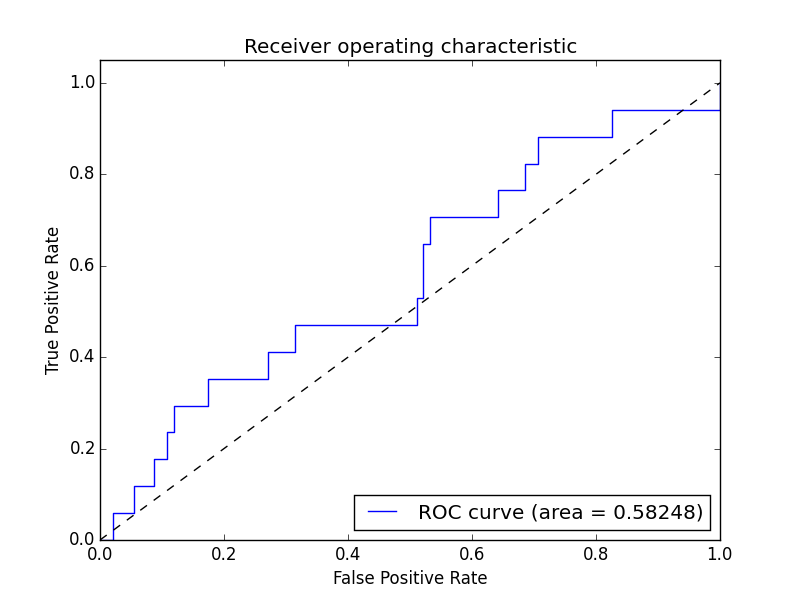 Receiver operating characteristic
1.0
0.8
0.6
0.4
0.2
0.0
True Positive Rate
ROC curve (area = 0.58248)
0.0 0.2 0.4 0.6 0.8 1.0
False Positive Rate